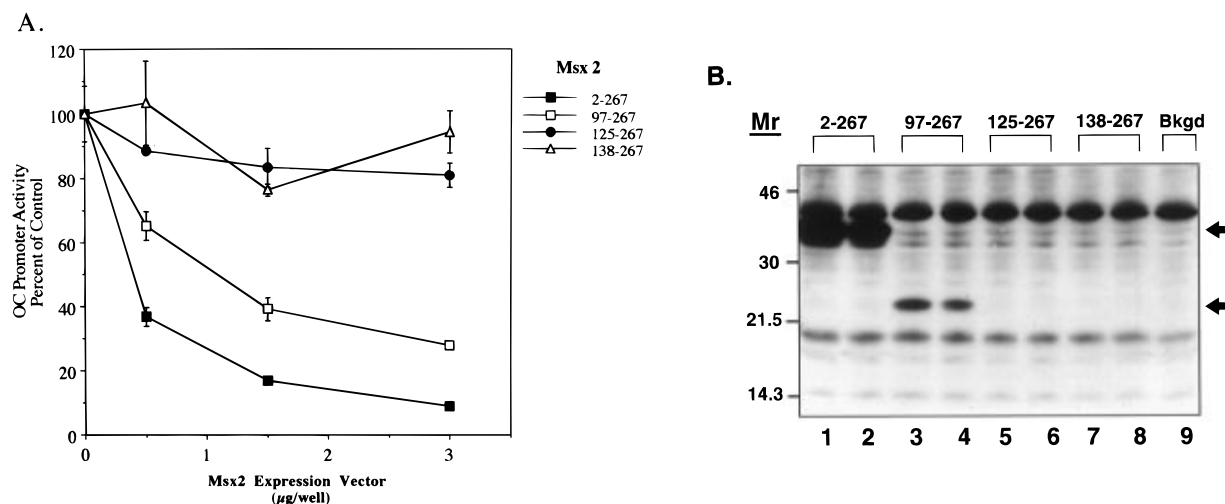 A.
OC Promoter Activity
Percent of Control
120
100
80
60
40
20
0
0
1
2
3
Msx2 Expression Vector
(µg/well)
Msx 2
2-267
97-267
125-267
138-267
B.
Mr
2-267 97-267 125-267 138-267 Bkgd
46
30
21.5
14.3
1 2 3 4 5 6 7 8 9